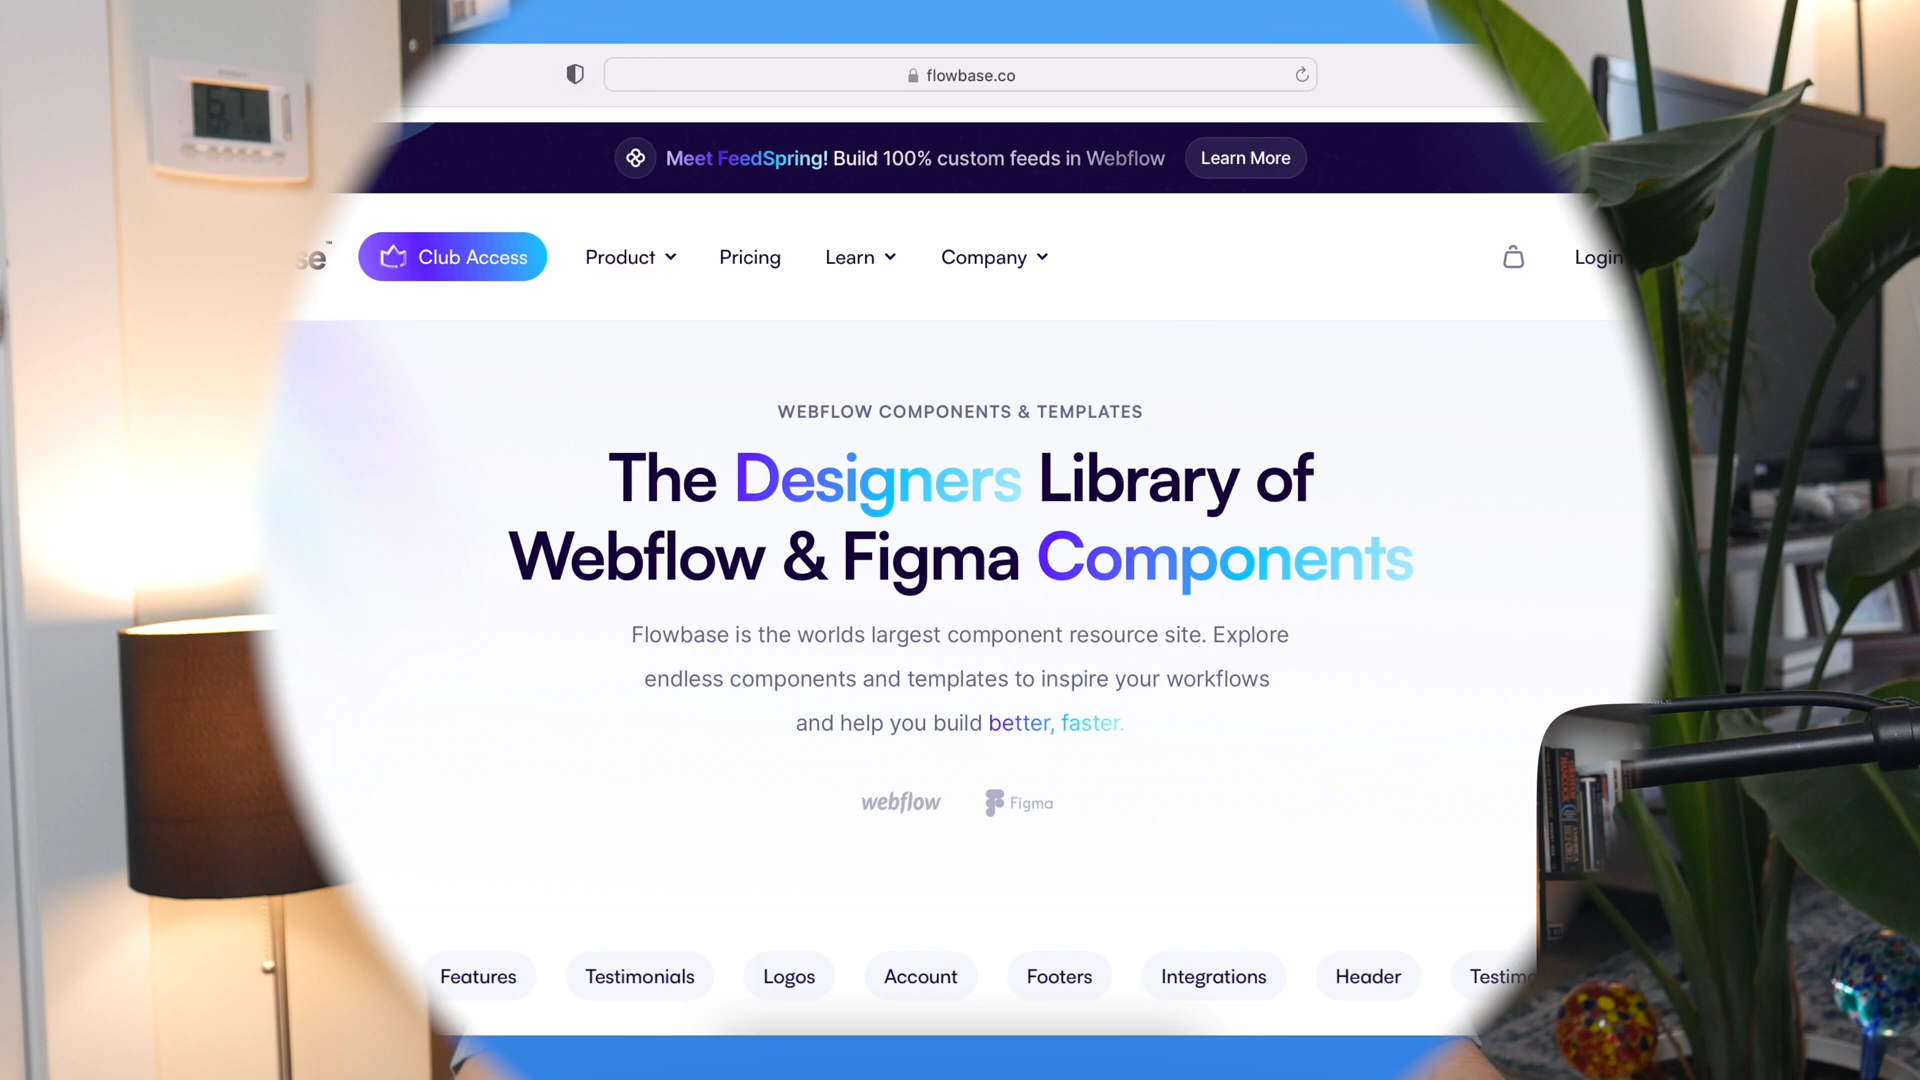 flowbase.co
Meet FeedSpring! Build 100% custom feeds in Webflow
Learn More
se™
Club Access
Product
Pricing
Learn
Company
Login
WEBFLOW COMPONENTS & TEMPLATES
The Designers Library of
Webflow & Figma Components
Flowbase is the worlds largest component resource site. Explore
endless components and templates to inspire your workflows
and help you build better, faster.
webflow
Figma
Features
Testimonials
Logos
Account
Footers
Integrations
Header
Testimo
67